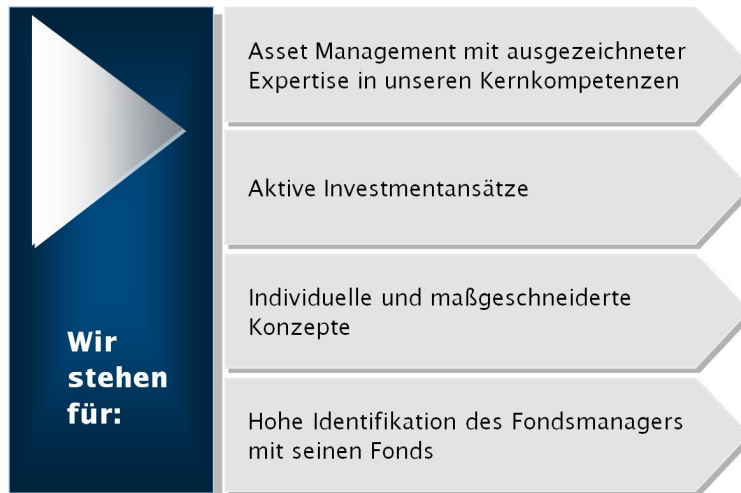 Wir
stehen
für:
Asset Management mit ausgezeichneter
Expertise in unseren Kernkompetenzen
Aktive Investmentansätze
Individuelle und maßgeschneiderte
Konzepte
Hohe Identifikation des Fondsmanagers
mit seinen Fonds